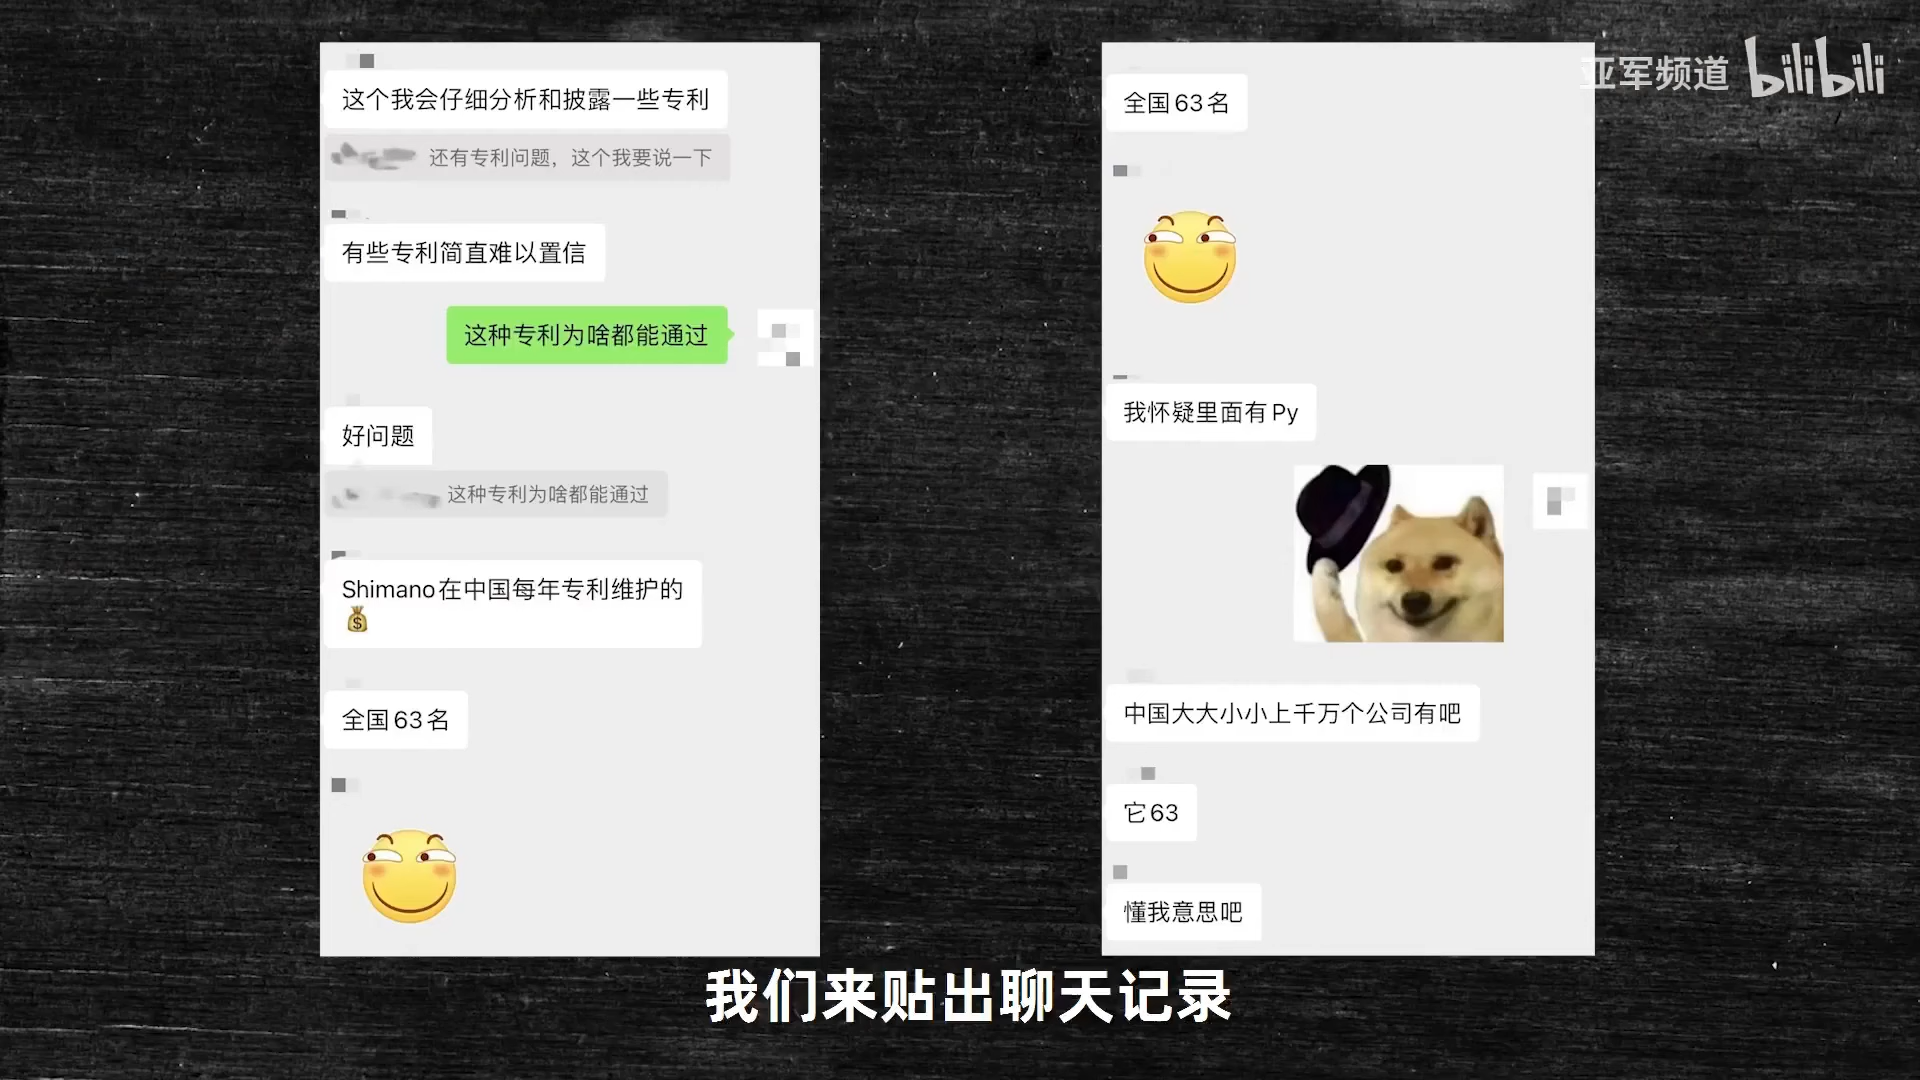 亚军频道 bilibili
这个我会仔细分析和披露一些专利
还有专利问题，这个我要说一下
有些专利简直难以置信
这种专利为啥都能通过
好问题
这种专利为啥都能通过
Shimano在中国每年专利维护的
全国63名
全国63名
我怀疑里面有Py
中国大大小小上千万个公司有吧
它63
懂我意思吧
我们来贴出聊天记录